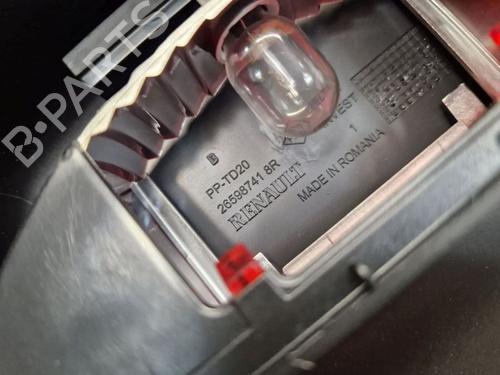 B-PARTS
PP-TD20
26598741 8R
RENAULT
MADE IN ROMANIA
1